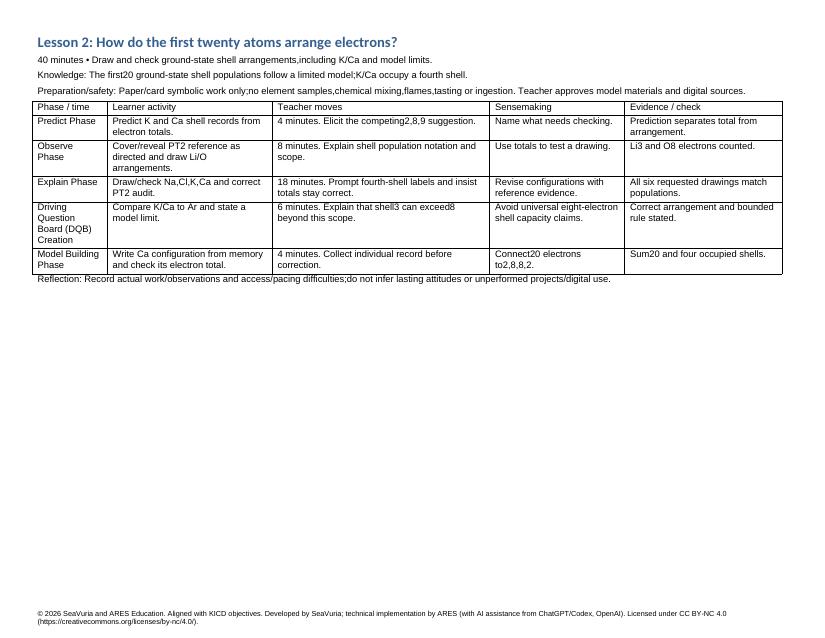 Lesson 2: How do the first twenty atoms arrange electrons?
40 minutes • Draw and check ground-state shell arrangements,including K/Ca and model limits.
Knowledge: The first20 ground-state shell populations follow a limited model;K/Ca occupy a fourth shell.
Preparation/safety: Paper/card symbolic work only;no element samples,chemical mixing,flames,tasting or ingestion. Teacher approves model materials and digital sources.
Phase / time
Learner activity
Teacher moves
Sensemaking
Evidence / check
Predict Phase
Predict K and Ca shell records from
electron totals.
4 minutes. Elicit the competing2,8,9 suggestion.
Name what needs checking.
Prediction separates total from
arrangement.
Observe
Phase
Cover/reveal PT2 reference as
directed and draw Li/O
arrangements.
8 minutes. Explain shell population notation and
scope.
Use totals to test a drawing.
Li3 and O8 electrons counted.
Explain Phase
Draw/check Na,Cl,K,Ca and correct
PT2 audit.
18 minutes. Prompt fourth-shell labels and insist
totals stay correct.
Revise configurations with
reference evidence.
All six requested drawings match
populations.
Driving
Question
Board (DQB)
Creation
Compare K/Ca to Ar and state a
model limit.
6 minutes. Explain that shell3 can exceed8
beyond this scope.
Avoid universal eight-electron
shell capacity claims.
Correct arrangement and bounded
rule stated.
Model Building
Phase
Write Ca configuration from memory
and check its electron total.
4 minutes. Collect individual record before
correction.
Connect20 electrons
to2,8,8,2.
Sum20 and four occupied shells.
Reflection: Record actual work/observations and access/pacing difficulties;do not infer lasting attitudes or unperformed projects/digital use.
© 2026 SeaVuria and ARES Education. Aligned with KICD objectives. Developed by SeaVuria; technical implementation by ARES (with AI assistance from ChatGPT/Codex, OpenAI). Licensed under CC BY-NC 4.0
(https://creativecommons.org/licenses/by-nc/4.0/).